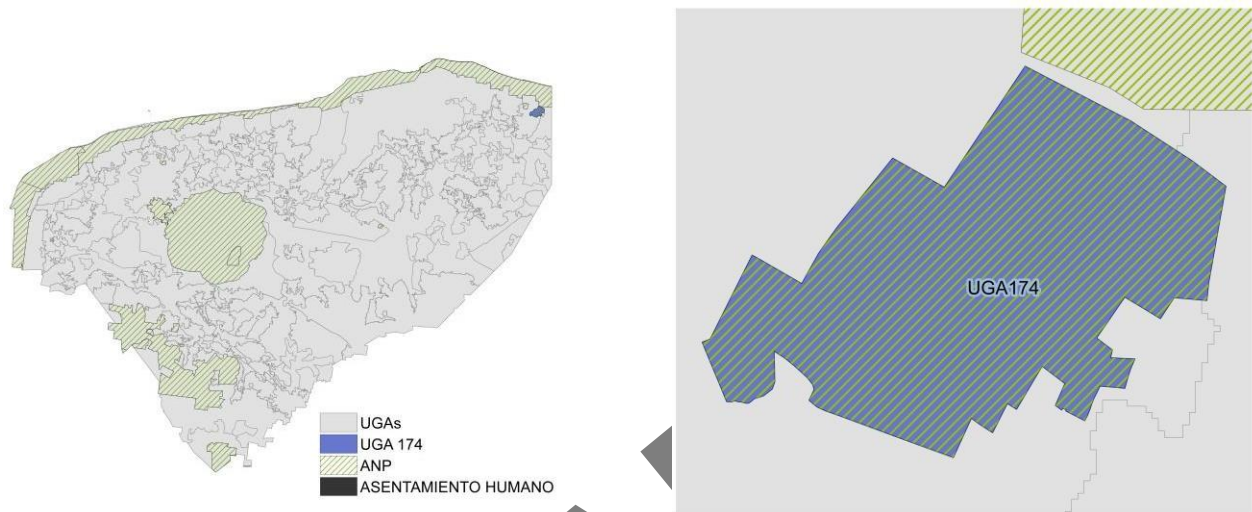 UGAs
UGA 174
ANP
ASENTAMIENTO HUMANO
UGA174